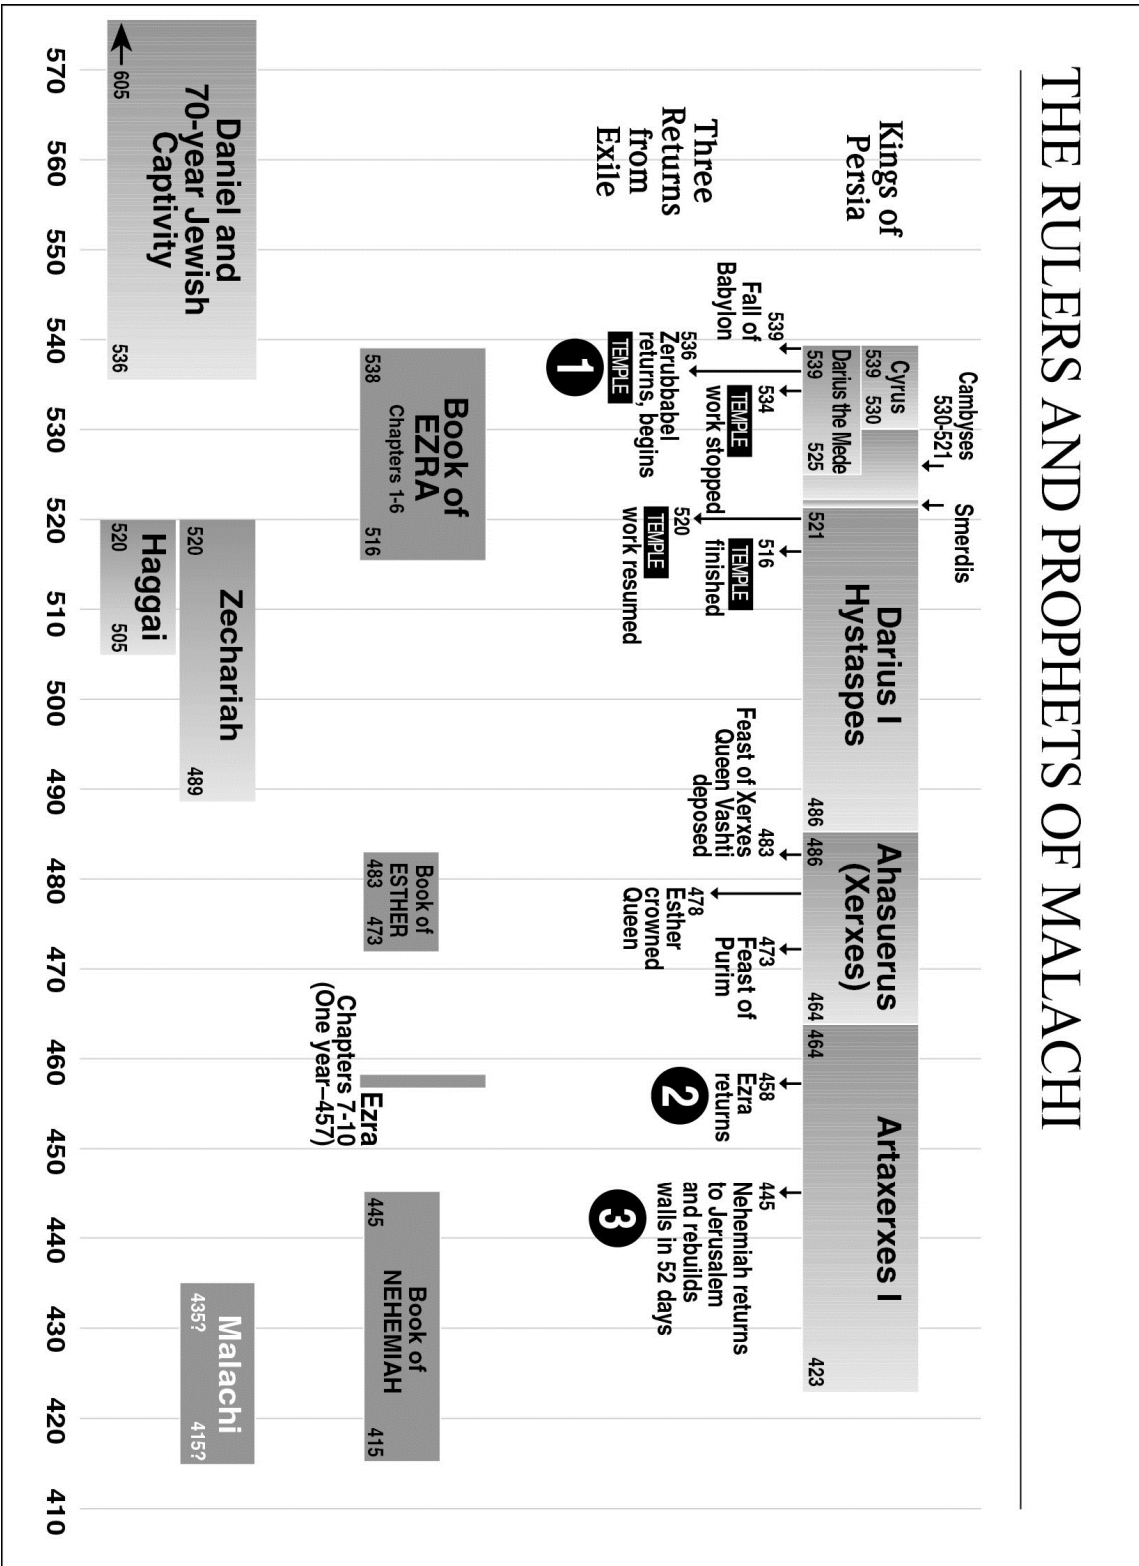 THE RULERS AND PROPHETS OF MALACHI
Kings of
Persia
Cambyses
530-521
Smerdis
Cyrus
539 530
Darius the Mede
539 525
Darius I
Hystaspes
521 486
Ahasuerus
(Xerxes)
486 464
Artaxerxes I
464 423
Three
Returns
from
Exile
539
Fall of
Babylon
536
Zerubbabel
returns, begins
TEMPLE
1
534
TEMPLE
work stopped
520
TEMPLE
work resumed
516
TEMPLE
finished
483
Feast of Xerxes
Queen Vashti
deposed
478
Esther
crowned
Queen
473
Feast of
Purim
458
Ezra
returns
2
445
Nehemiah returns
to Jerusalem
and rebuilds
walls in 52 days
3
Book of
EZRA
Chapters 1-6
538 516
Book of
ESTHER
483 473
Ezra
Chapters 7-10
(One year–457)
Book of
NEHEMIAH
445 415
Daniel and
70-year Jewish
Captivity
605 536
Zechariah
520 489
Haggai
520 505
Malachi
435? 415?
570 560 550 540 530 520 510 500 490 480 470 460 450 440 430 420 410